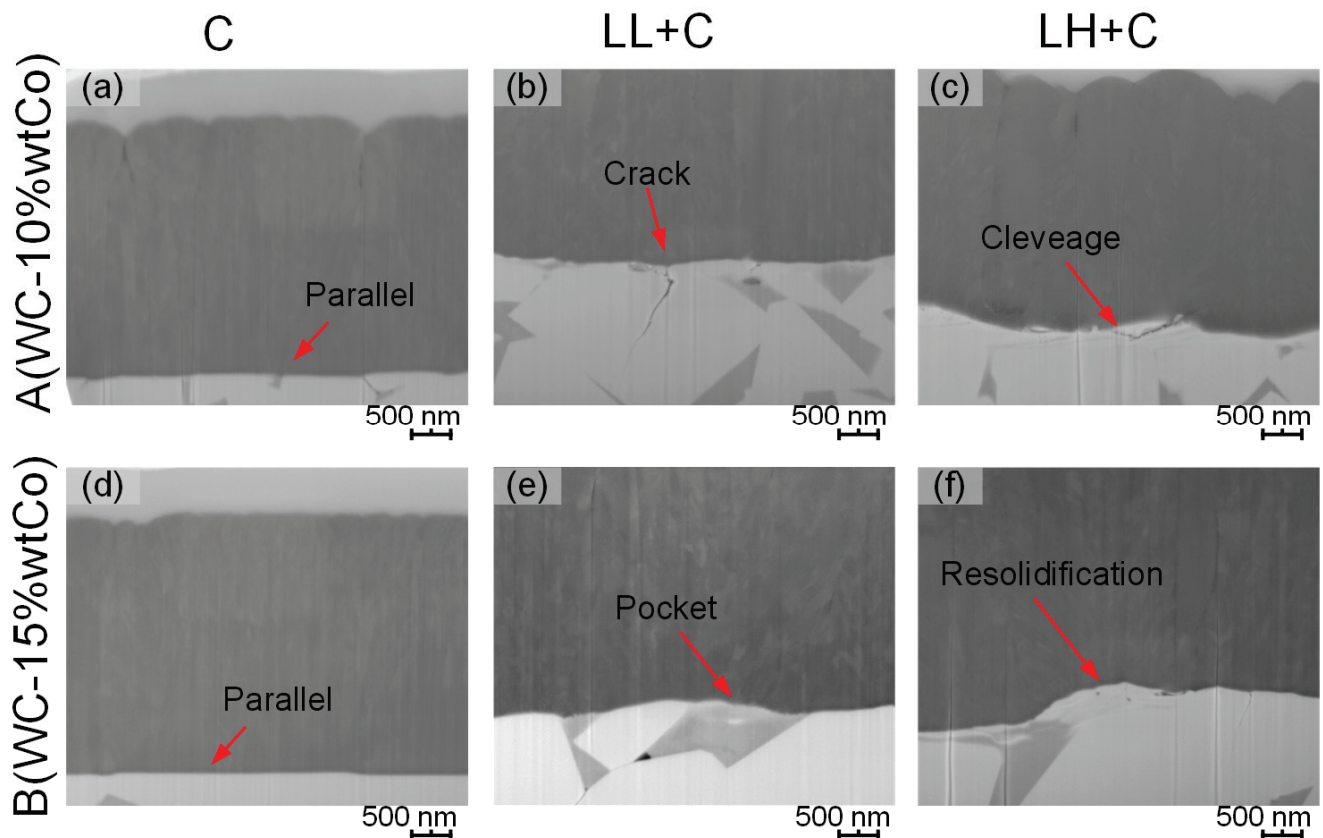 C
LL+C
LH+C
A(WC-10%wtCo)
(a)
Parallel
500 nm
(b)
Crack
500 nm
(c)
Cleveage
500 nm
B(WC-15%wtCo)
(d)
Parallel
500 nm
(e)
Pocket
500 nm
(f)
Resolidification
500 nm